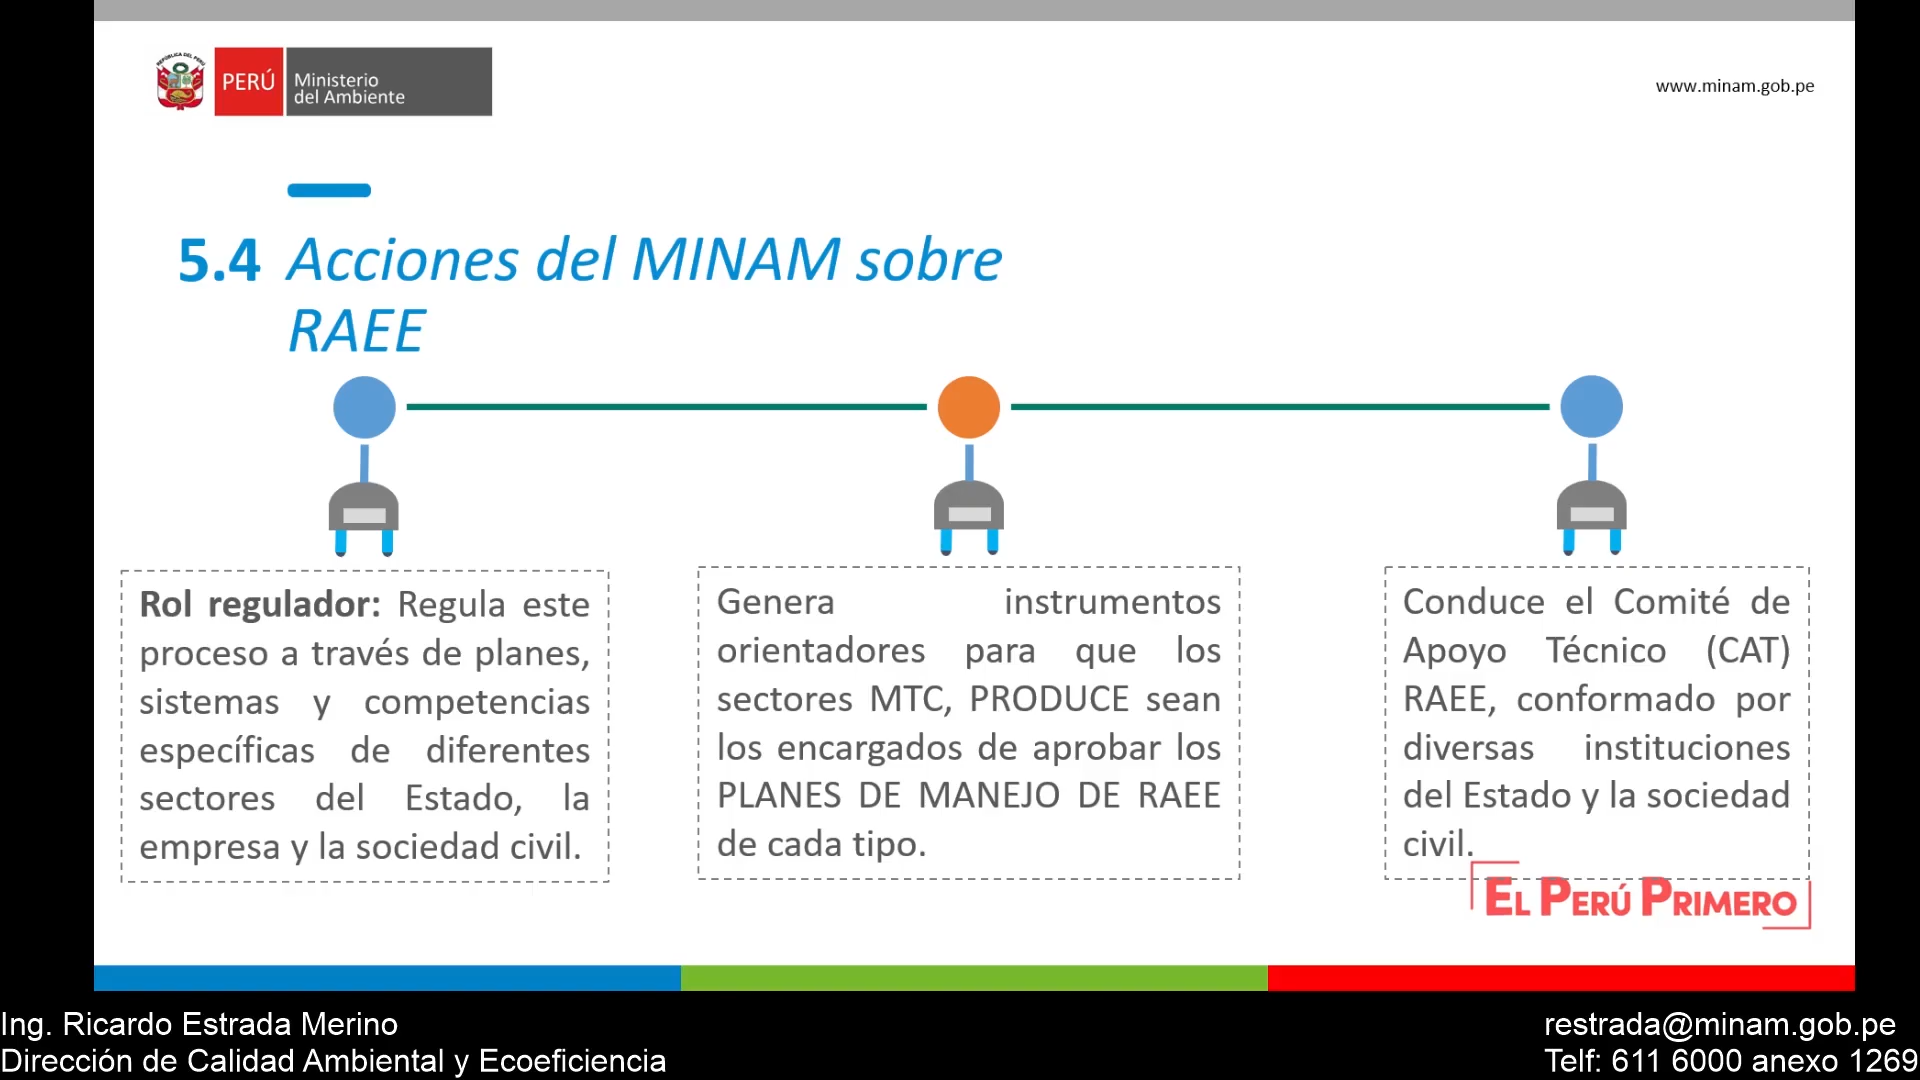 REPÚBLICA DEL PERÚ
PERÚ
Ministerio
del Ambiente
www.minam.gob.pe
5.4 Acciones del MINAM sobre
RAEE
Rol regulador: Regula este
proceso a través de planes,
sistemas y competencias
específicas de diferentes
sectores del Estado, la
empresa y la sociedad civil.
Genera instrumentos
orientadores para que los
sectores MTC, PRODUCE sean
los encargados de aprobar los
PLANES DE MANEJO DE RAEE
de cada tipo.
Conduce el Comité de
Apoyo Técnico (CAT)
RAEE, conformado por
diversas instituciones
del Estado y la sociedad
civil.
EL PERÚ PRIMERO
Ing. Ricardo Estrada Merino
Dirección de Calidad Ambiental y Ecoeficiencia
restrada@minam.gob.pe
Telf: 611 6000 anexo 1269